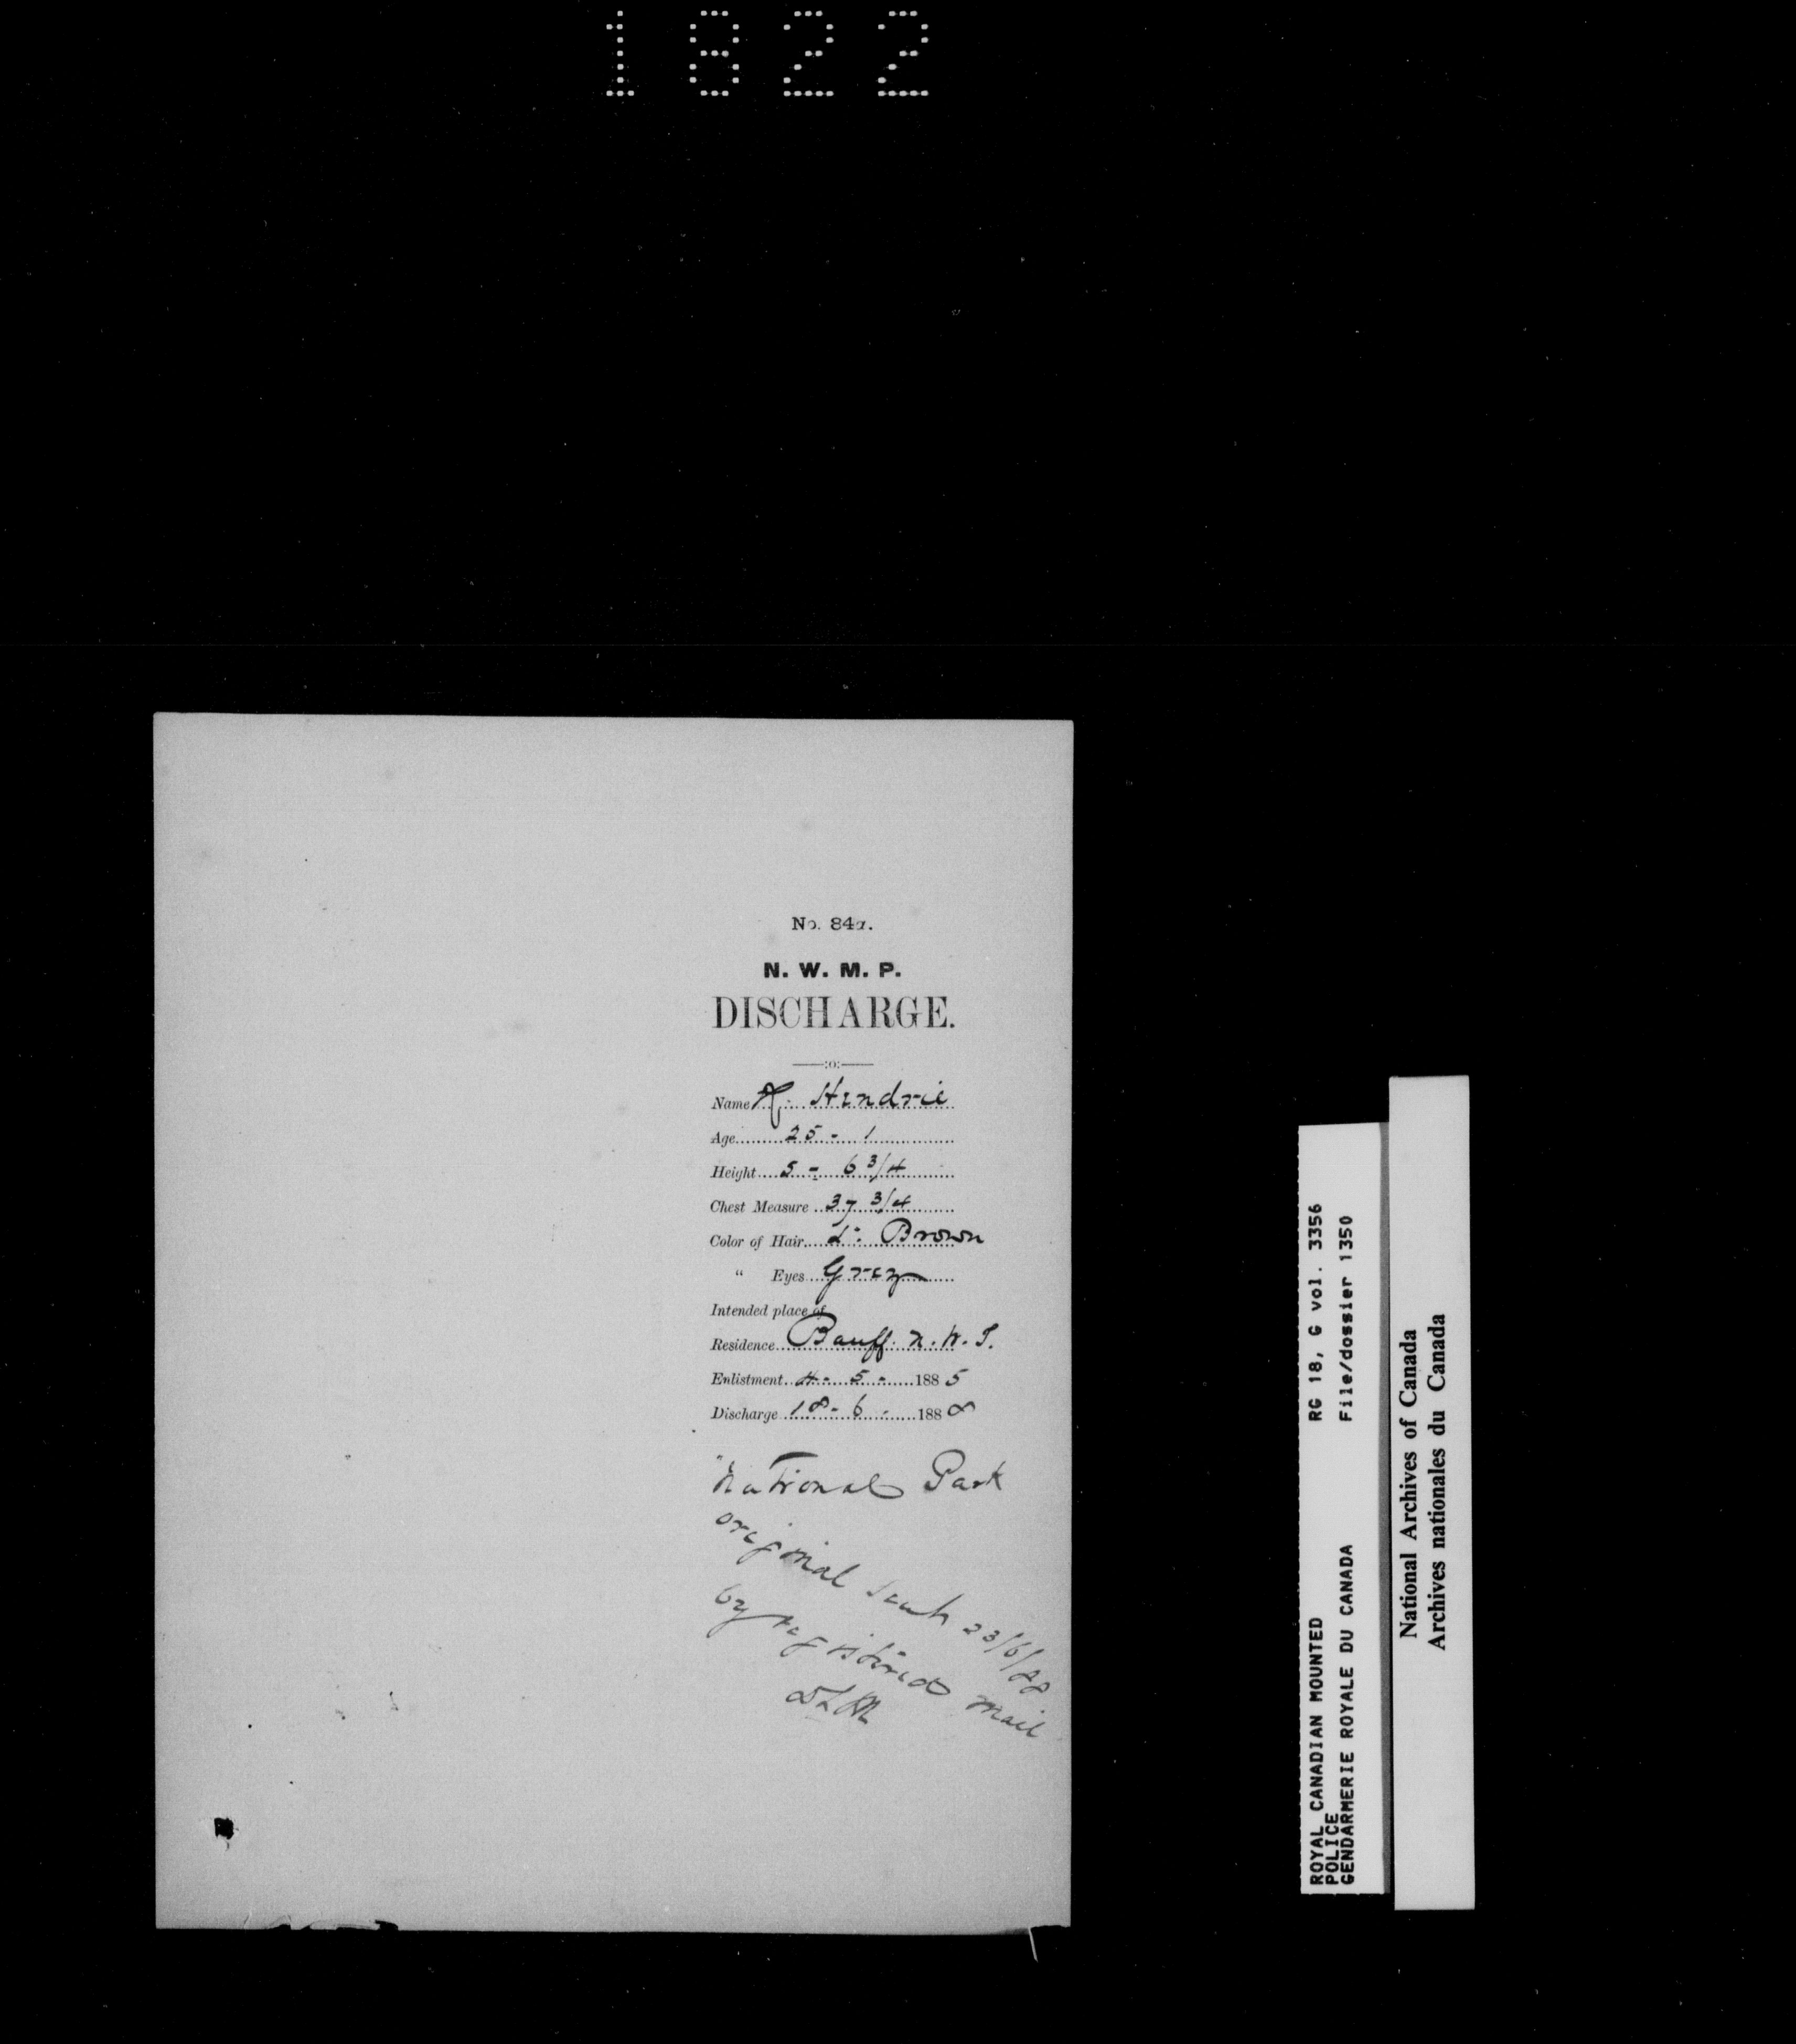 1822
No. 84a.
N. W. M. P.
DISCHARGE.
——:o:——
Name A. Hendrie
Age 25 - 1
Height 5 - 6 3/4
Chest Measure 37 3/4
Color of Hair Lt. Brown
" Eyes Grey
Intended place of
Residence Banff. N. W. T.
Enlistment 4 - 5 - 1885
Discharge 18 - 6 - 1888
National Park
original sent 23/6/88
by registered mail
ROYAL CANADIAN MOUNTED RG 18, G vol. 3356
POLICE
GENDARMERIE ROYALE DU CANADA File/dossier 1350
National Archives of Canada
Archives nationales du Canada